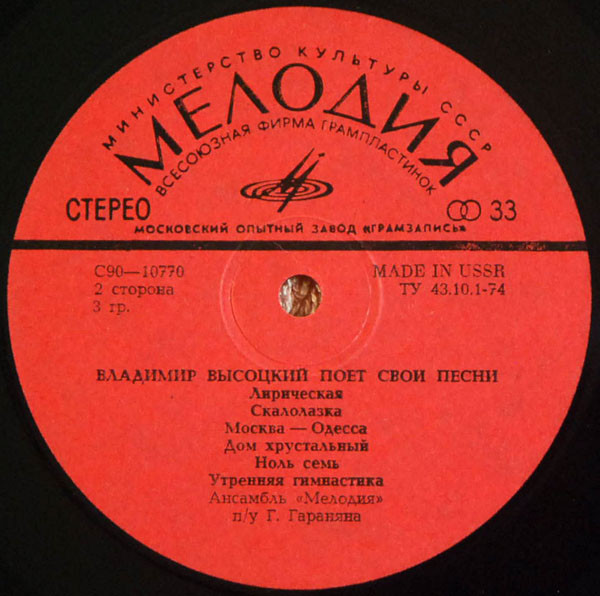 МИНИСТЕРСТВО КУЛЬТУРЫ СССР
МЕЛОДИЯ
ВСЕСОЮЗНАЯ ФИРМА ГРАМПЛАСТИНОК
СТЕРЕО
33
МОСКОВСКИЙ ОПЫТНЫЙ ЗАВОД «ГРАМЗАПИСЬ»
С90—10770
MADE IN USSR
2 сторона
ТУ 43.10.1-74
3 гр.
ВЛАДИМИР ВЫСОЦКИЙ ПОЕТ СВОИ ПЕСНИ
Лирическая
Скалолазка
Москва — Одесса
Дом хрустальный
Ноль семь
Утренняя гимнастика
Ансамбль «Мелодия»
п/у Г. Гараняна